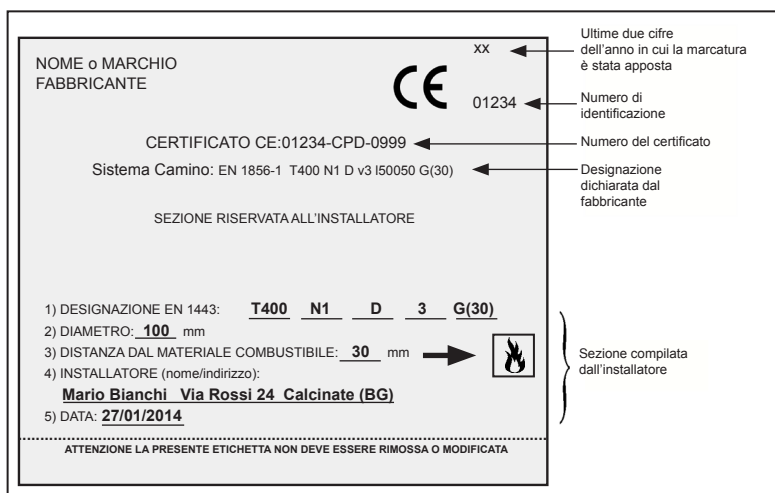 NOME o MARCHIO
FABBRICANTE
xx
CE
01234
CERTIFICATO CE:01234-CPD-0999
Sistema Camino: EN 1856-1 T400 N1 D v3 l50050 G(30)
SEZIONE RISERVATA ALL'INSTALLATORE
1) DESIGNAZIONE EN 1443: T400 N1 D 3 G(30)
2) DIAMETRO: 100 mm
3) DISTANZA DAL MATERIALE COMBUSTIBILE: 30 mm
4) INSTALLATORE (nome/indirizzo):
Mario Bianchi Via Rossi 24 Calcinate (BG)
5) DATA: 27/01/2014
ATTENZIONE LA PRESENTE ETICHETTA NON DEVE ESSERE RIMOSSA O MODIFICATA
Ultime due cifre
dell'anno in cui la marcatura
è stata apposta
Numero di
identificazione
Numero del certificato
Designazione
dichiarata dal
fabbricante
Sezione compilata
dall'installatore